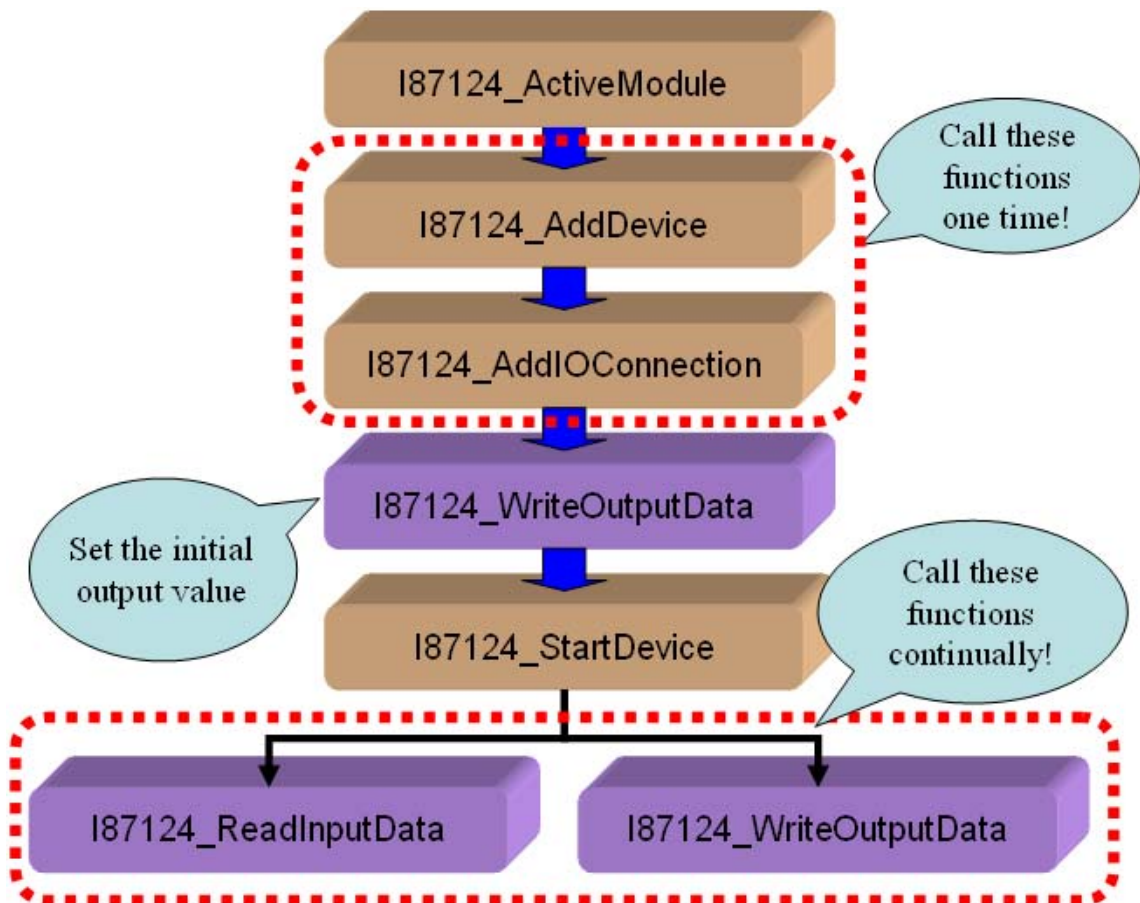 I87124_ActiveModule
Call these
functions
one time!
I87124_AddDevice
I87124_AddIOConnection
I87124_WriteOutputData
Set the initial
output value
I87124_StartDevice
Call these
functions
continually!
I87124_ReadInputData
I87124_WriteOutputData